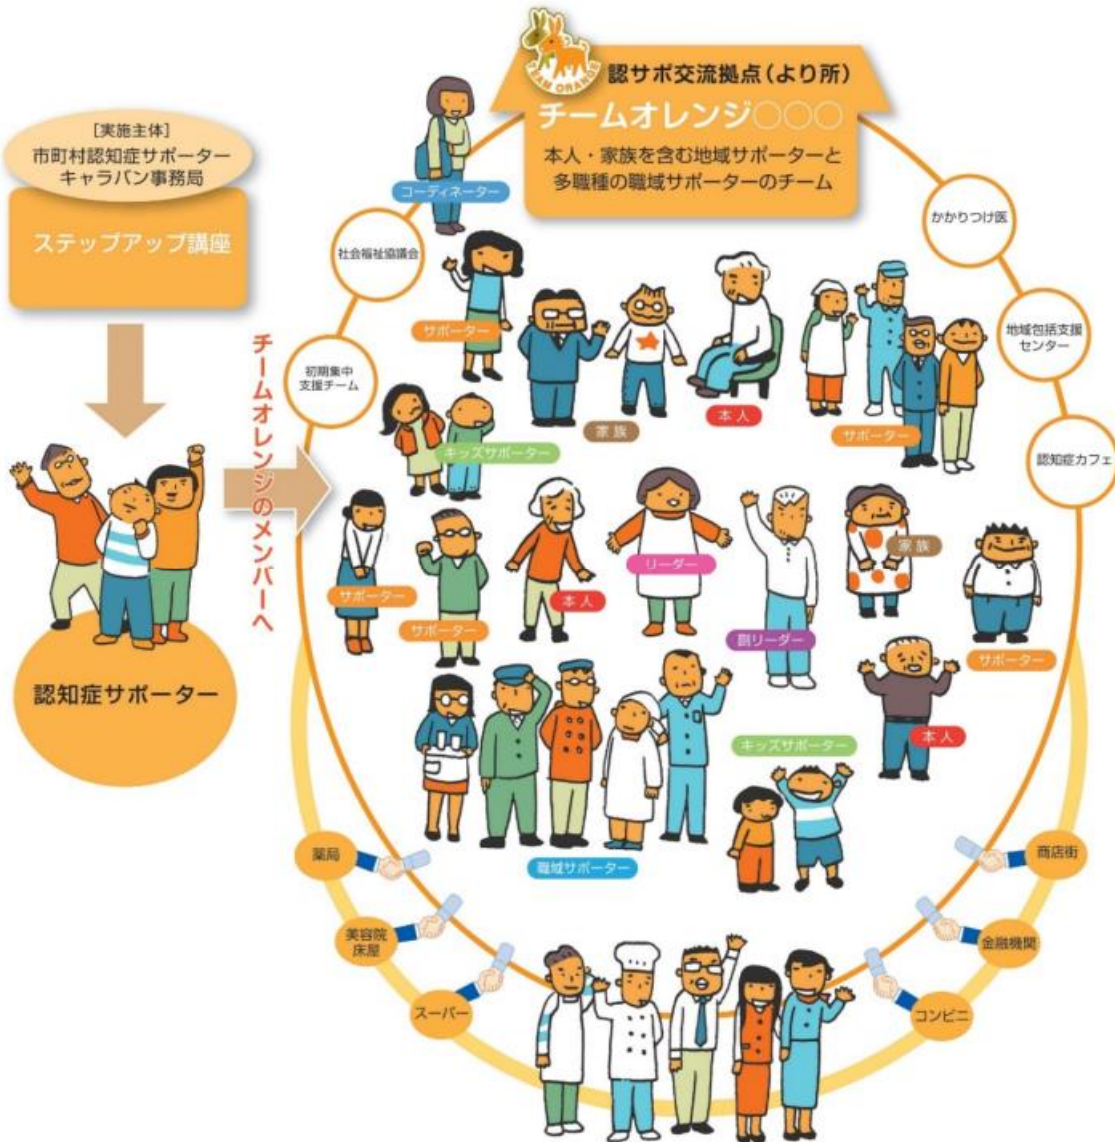 TEAM ORANGE
認サポ交流拠点（より所）
チームオレンジ○○○
本人・家族を含む地域サポーターと
多職種の職域サポーターのチーム
［実施主体］
市町村認知症サポーター
キャラバン事務局
ステップアップ講座
チームオレンジのメンバーへ
認知症サポーター
コーディネーター
社会福祉協議会
初期集中
支援チーム
かかりつけ医
地域包括支援
センター
認知症カフェ
サポーター
家族
本人
サポーター
キッズサポーター
サポーター
サポーター
本人
リーダー
副リーダー
家族
サポーター
本人
キッズサポーター
職域サポーター
薬局
美容院
床屋
スーパー
商店街
金融機関
コンビニ